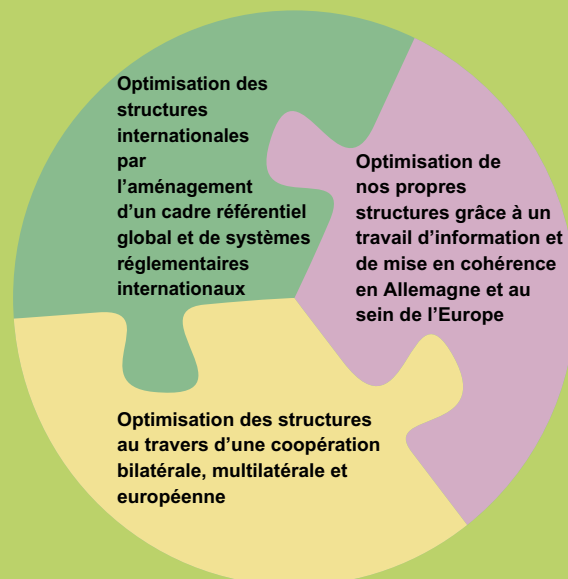 Optimisation des
structures
internationales
par
l’aménagement
d’un cadre référentiel
global et de systèmes
réglementaires
internationaux
Optimisation de
nos propres
structures grâce à un
travail d’information et
de mise en cohérence
en Allemagne et au
sein de l’Europe
Optimisation des structures
au travers d’une coopération
bilatérale, multilatérale et
européenne